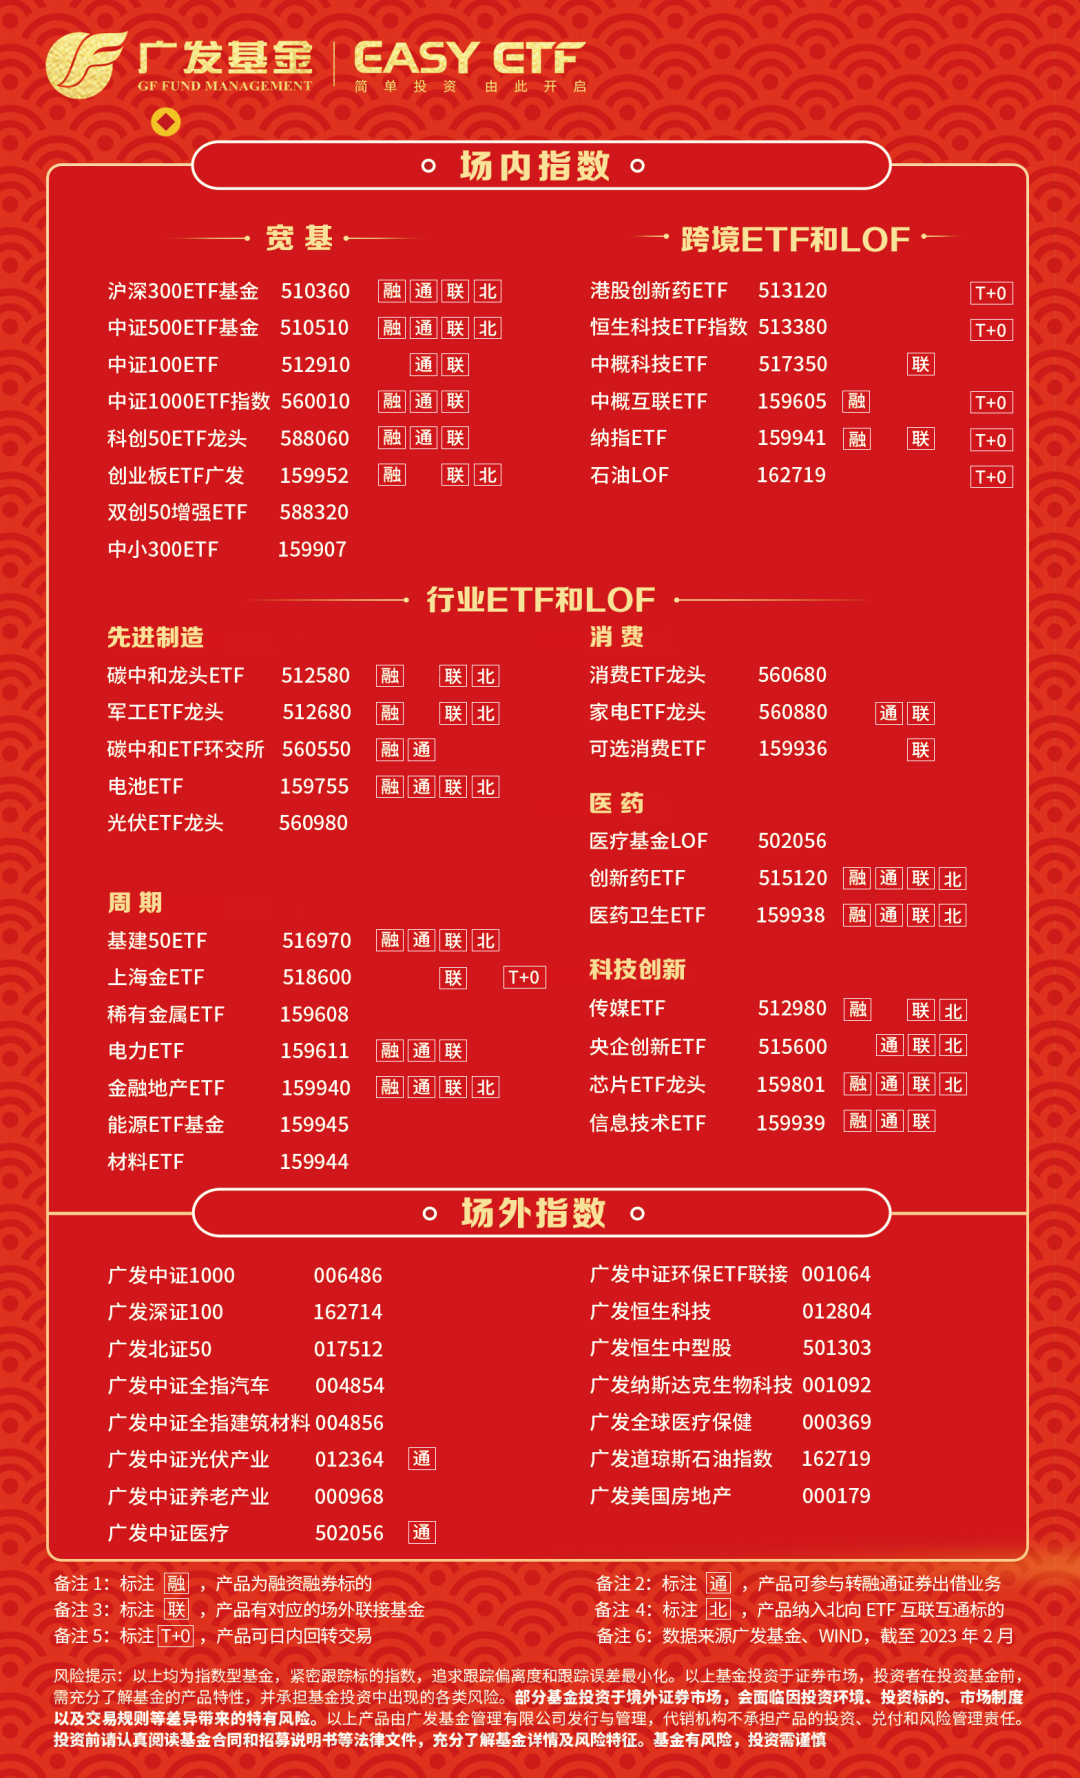 广发基金 EASY ETF
GF FUND MANAGEMENT 简单投资 由此开启
场内指数
宽基
沪深300ETF基金 510360 融 通 联 北
中证500ETF基金 510510 融 通 联 北
中证100ETF 512910 通 联
中证1000ETF指数 560010 融 通 联
科创50ETF龙头 588060 融 通 联
创业板ETF广发 159952 融 联 北
双创50增强ETF 588320
中小300ETF 159907
跨境ETF和LOF
港股创新药ETF 513120 T+0
恒生科技ETF指数 513380 T+0
中概科技ETF 517350 联
中概互联ETF 159605 融 T+0
纳指ETF 159941 融 联 T+0
石油LOF 162719 T+0
行业ETF和LOF
先进制造
碳中和龙头ETF 512580 融 联 北
军工ETF龙头 512680 融 联 北
碳中和ETF环交所 560550 融 通
电池ETF 159755 融 通 联 北
光伏ETF龙头 560980
周期
基建50ETF 516970 融 通 联 北
上海金ETF 518600 联 T+0
稀有金属ETF 159608
电力ETF 159611 融 通 联
金融地产ETF 159940 融 通 联 北
能源ETF基金 159945
材料ETF 159944
消费
消费ETF龙头 560680
家电ETF龙头 560880 通 联
可选消费ETF 159936 联
医药
医疗基金LOF 502056
创新药ETF 515120 融 通 联 北
医药卫生ETF 159938 融 通 联 北
科技创新
传媒ETF 512980 融 联 北
央企创新ETF 515600 通 联 北
芯片ETF龙头 159801 融 通 联 北
信息技术ETF 159939 融 通 联
场外指数
广发中证1000 006486
广发深证100 162714
广发北证50 017512
广发中证全指汽车 004854
广发中证全指建筑材料 004856
广发中证光伏产业 012364 通
广发中证养老产业 000968
广发中证医疗 502056 通
广发中证环保ETF联接 001064
广发恒生科技 012804
广发恒生中型股 501303
广发纳斯达克生物科技 001092
广发全球医疗保健 000369
广发道琼斯石油指数 162719
广发美国房地产 000179
备注 1：标注 融 ，产品为融资融券标的
备注 2：标注 通 ，产品可参与转融通证券出借业务
备注 3：标注 联 ，产品有对应的场外联接基金
备注 4：标注 北 ，产品纳入北向 ETF 互联互通标的
备注 5：标注 T+0 ，产品可日内回转交易
备注 6：数据来源广发基金、WIND，截至 2023 年 2 月
风险提示：以上均为指数型基金，紧密跟踪标的指数，追求跟踪偏离度和跟踪误差最小化。以上基金投资于证券市场，投资者在投资基金前，
需充分了解基金的产品特性，并承担基金投资中出现的各类风险。部分基金投资于境外证券市场，会面临因投资环境、投资标的、市场制度
以及交易规则等差异带来的特有风险。以上产品由广发基金管理有限公司发行与管理，代销机构不承担产品的投资、兑付和风险管理责任。
投资前请认真阅读基金合同和招募说明书等法律文件，充分了解基金详情及风险特征。基金有风险，投资需谨慎